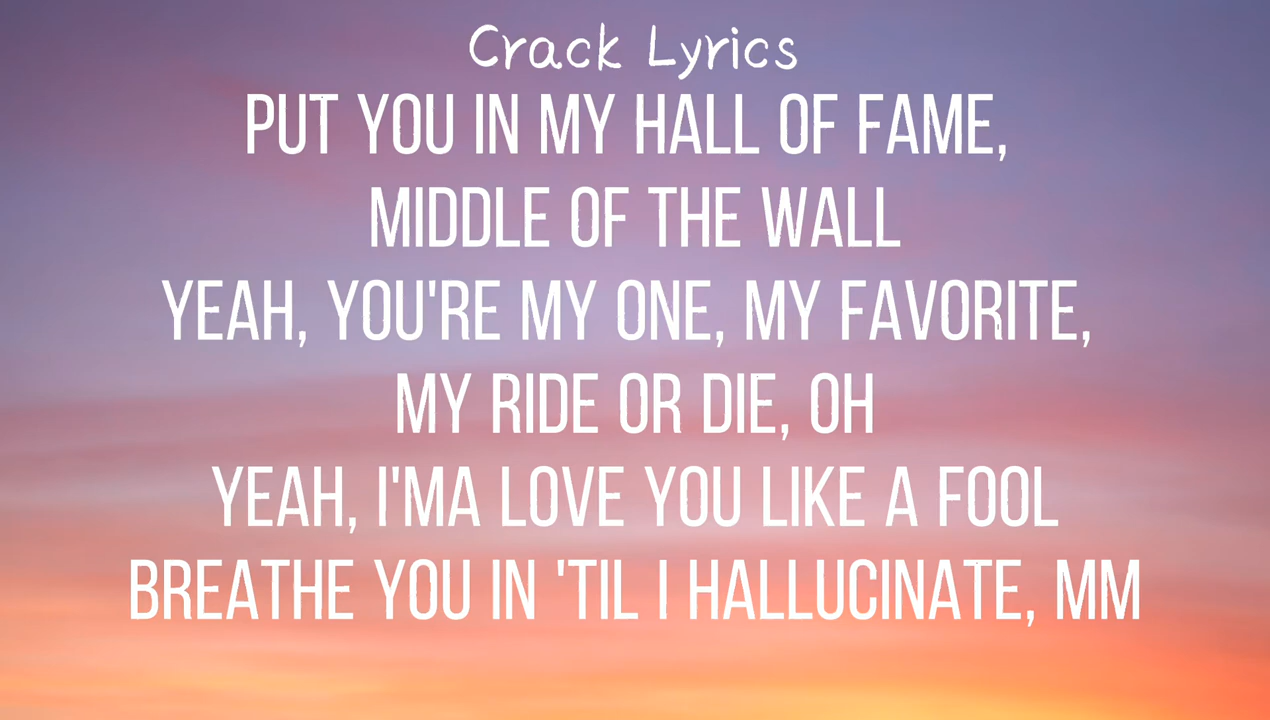 Crack Lyrics
PUT YOU IN MY HALL OF FAME,
MIDDLE OF THE WALL
YEAH, YOU'RE MY ONE, MY FAVORITE,
MY RIDE OR DIE, OH
YEAH, I'MA LOVE YOU LIKE A FOOL
BREATHE YOU IN 'TIL I HALLUCINATE, MM